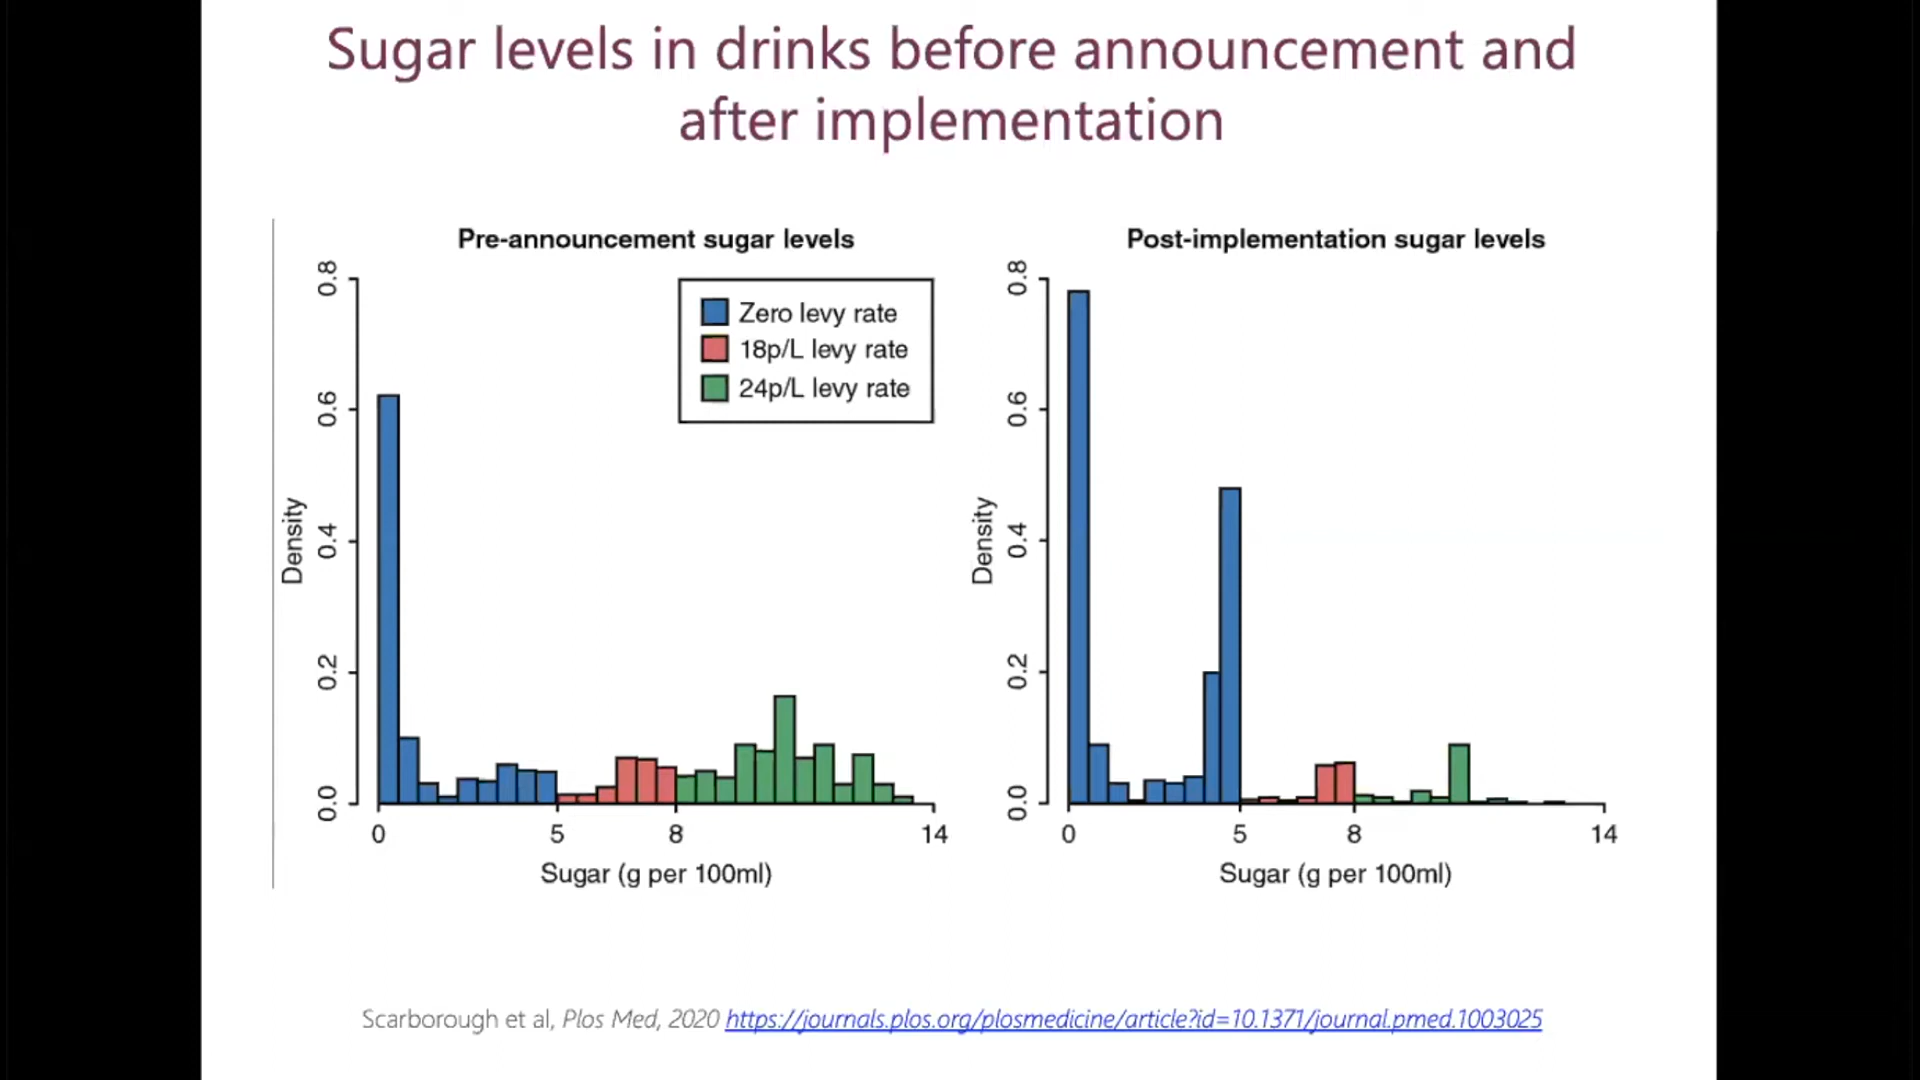 Sugar levels in drinks before announcement and
after implementation
Pre-announcement sugar levels
0.8
0.6
0.4
0.2
0.0
Density
Zero levy rate
18p/L levy rate
24p/L levy rate
0 5 8 14
Sugar (g per 100ml)
Post-implementation sugar levels
0.8
0.6
0.4
0.2
0.0
Density
0 5 8 14
Sugar (g per 100ml)
Scarborough et al, Plos Med, 2020 https://journals.plos.org/plosmedicine/article?id=10.1371/journal.pmed.1003025